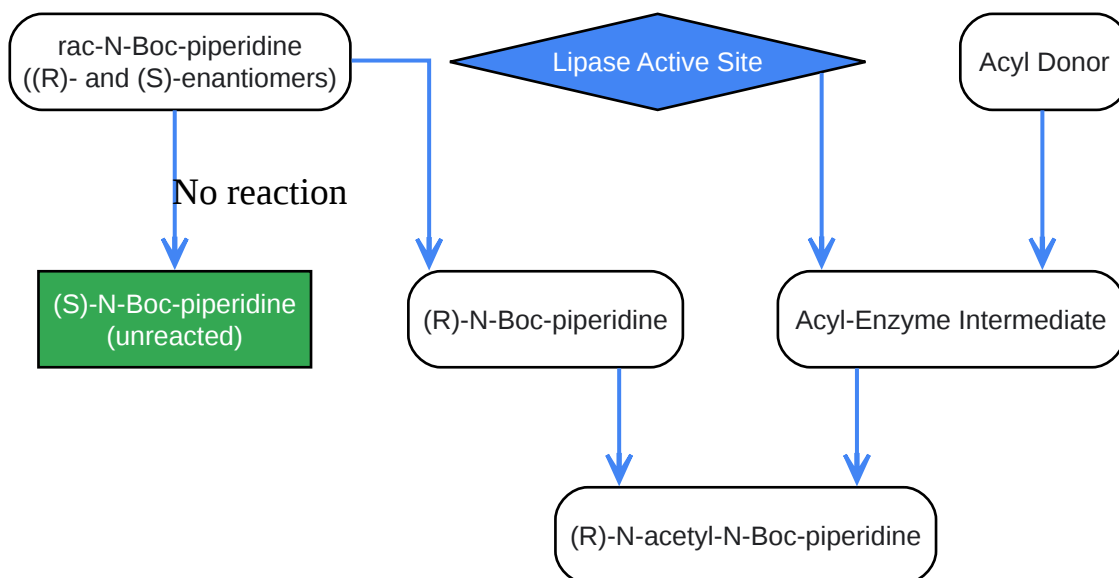 rac-N-Boc-piperidine
((R)- and (S)-enantiomers)
Lipase Active Site
Acyl Donor
No reaction
(S)-N-Boc-piperidine
(unreacted)
(R)-N-Boc-piperidine
Acyl-Enzyme Intermediate
(R)-N-acetyl-N-Boc-piperidine